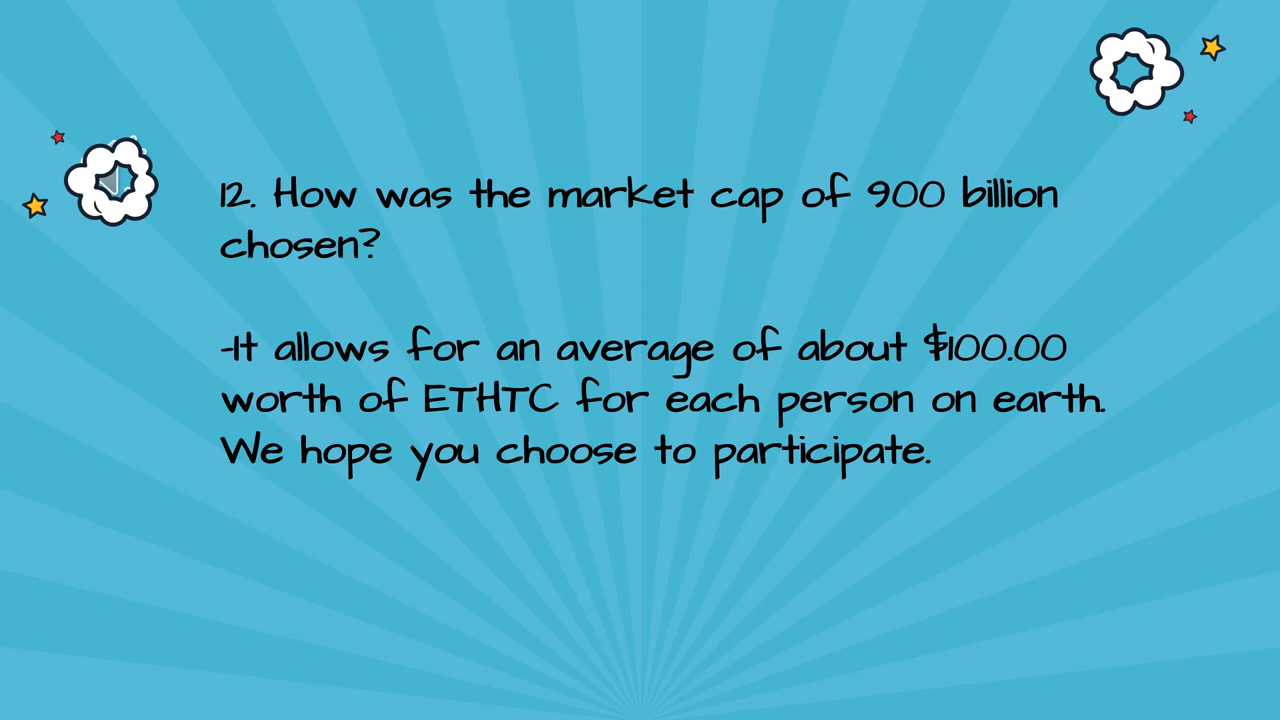 12. How was the market cap of 900 billion
chosen?
-It allows for an average of about $100.00
worth of ETHTC for each person on earth.
We hope you choose to participate.